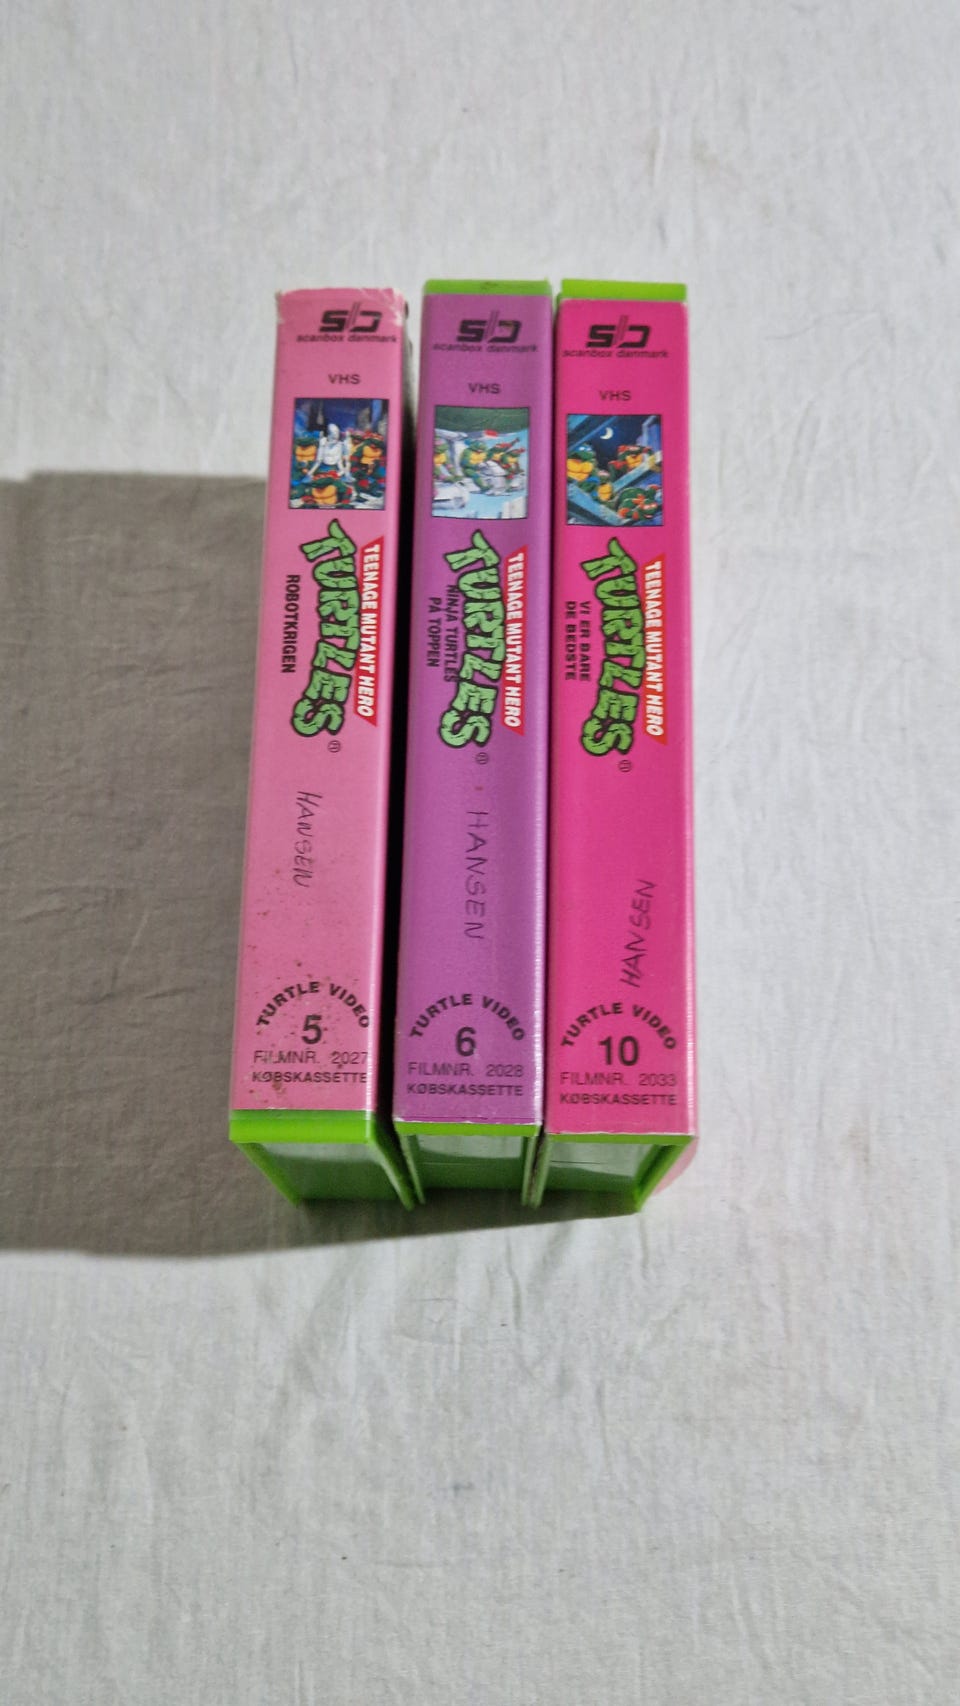 sb
scanbox danmark
VHS
TEENAGE MUTANT HERO
TURTLES®
ROBOTKRIGEN
HANSEN
TURTLE VIDEO
5
FILMNR. 2027
KØBSKASSETTE
sb
scanbox danmark
VHS
TEENAGE MUTANT HERO
TURTLES®
NINJA TURTLES
PÅ TOPPEN
HANSEN
TURTLE VIDEO
6
FILMNR. 2028
KØBSKASSETTE
sb
scanbox danmark
VHS
TEENAGE MUTANT HERO
TURTLES®
VI ER BARE
DE BEDSTE
HANSEN
TURTLE VIDEO
10
FILMNR. 2033
KØBSKASSETTE